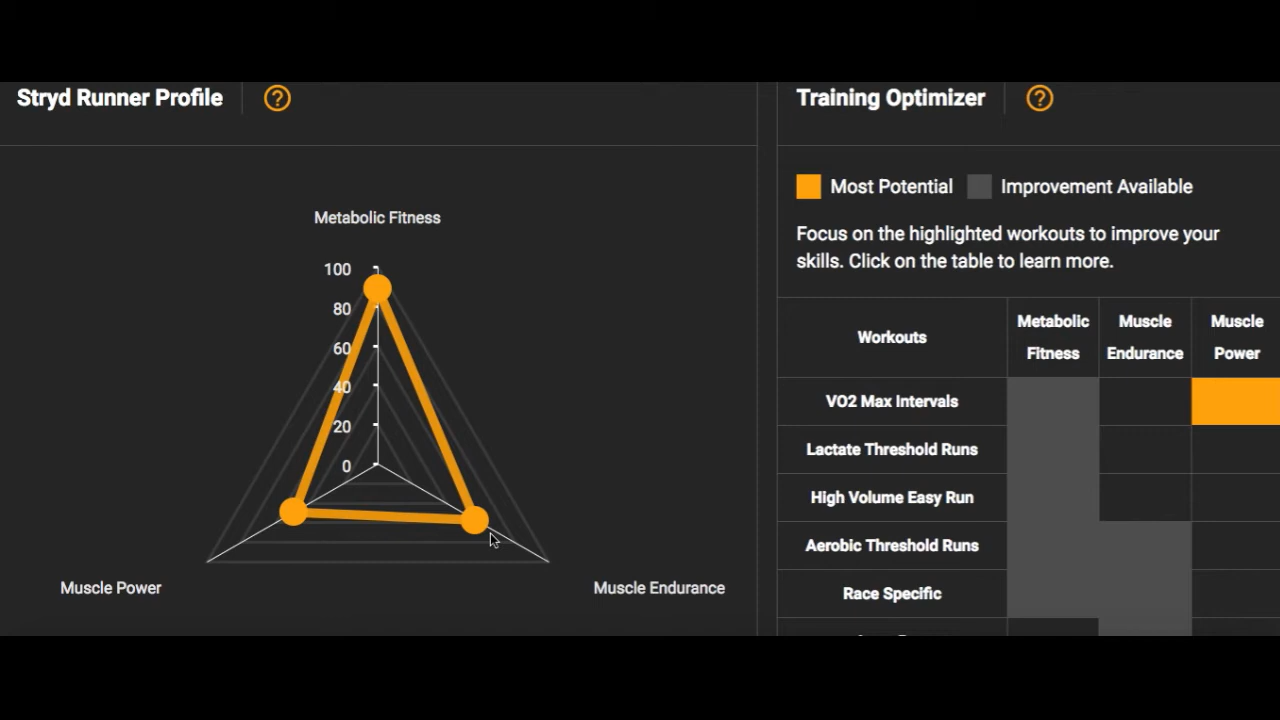 Stryd Runner Profile
?
Metabolic Fitness
100
80
60
40
20
0
Muscle Power
Muscle Endurance
Training Optimizer
?
Most Potential
Improvement Available
Focus on the highlighted workouts to improve your
skills. Click on the table to learn more.
Workouts
Metabolic
Fitness
Muscle
Endurance
Muscle
Power
VO2 Max Intervals
Lactate Threshold Runs
High Volume Easy Run
Aerobic Threshold Runs
Race Specific